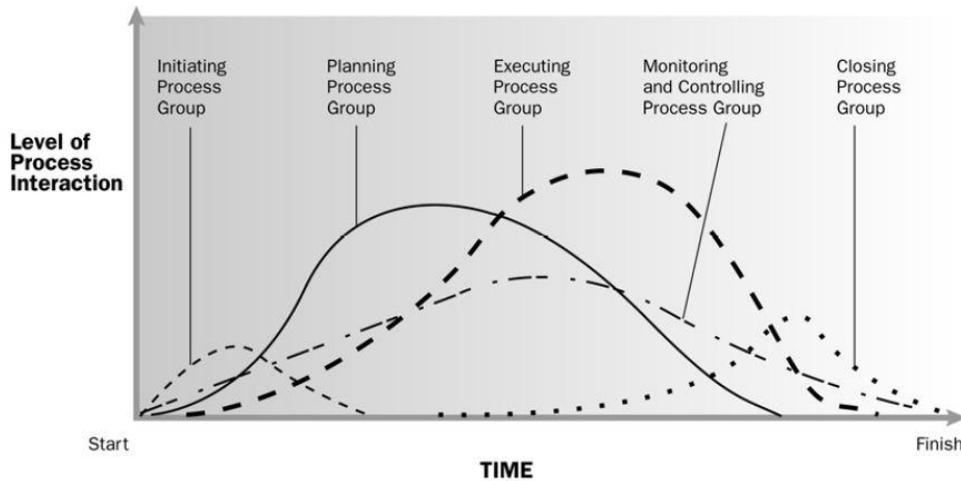 Initiating
Process
Group
Planning
Process
Group
Executing
Process
Group
Monitoring
and Controlling
Process Group
Closing
Process
Group
Level of
Process
Interaction
Start
Finish
TIME